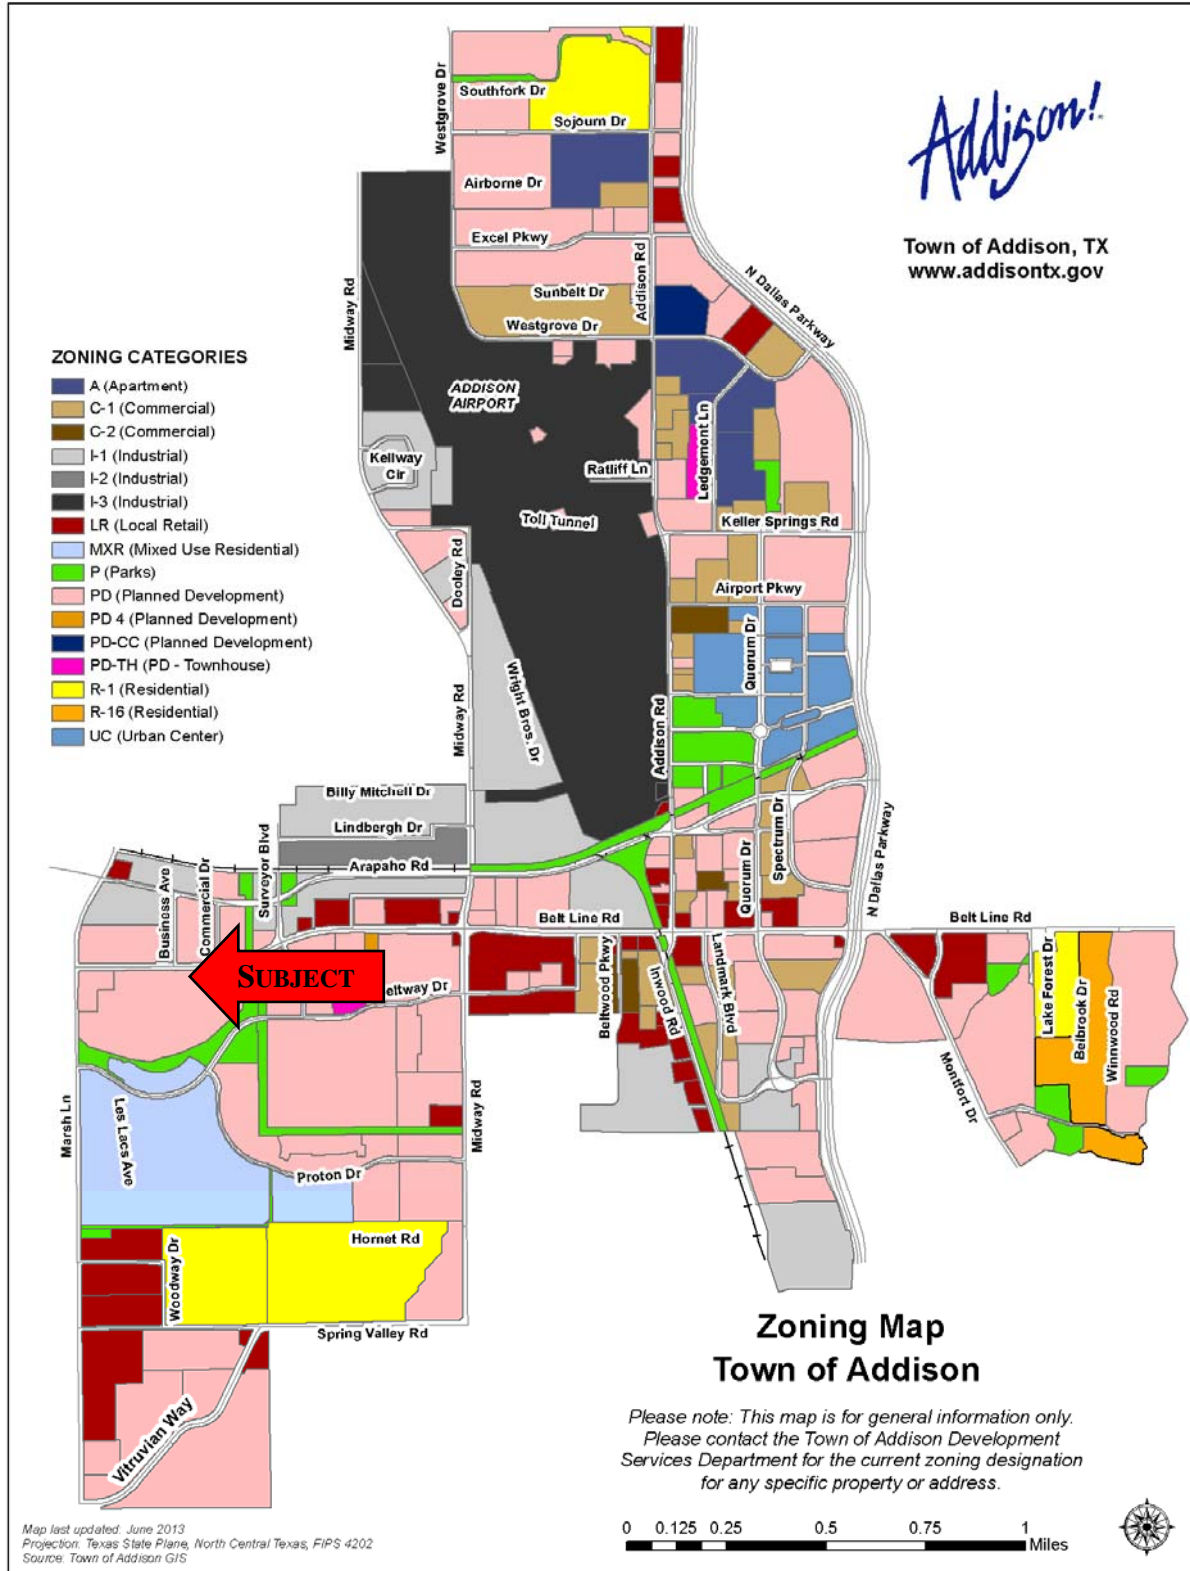 Westgrove Dr
Southfork Dr
Sojourn Dr
Airborne Dr
Excel Pkwy
Addison Rd
Sunbelt Dr
Westgrove Dr
N Dallas Parkway
Midway Rd
Addison!
Town of Addison, TX
www.addisontx.gov
ZONING CATEGORIES
A (Apartment)
C-1 (Commercial)
C-2 (Commercial)
I-1 (Industrial)
I-2 (Industrial)
I-3 (Industrial)
LR (Local Retail)
MXR (Mixed Use Residential)
P (Parks)
PD (Planned Development)
PD 4 (Planned Development)
PD-CC (Planned Development)
PD-TH (PD - Townhouse)
R-1 (Residential)
R-16 (Residential)
UC (Urban Center)
ADDISON
AIRPORT
Kellway
Cir
Ratliff Ln
Ledgemont Ln
Toll Tunnel
Keller Springs Rd
Dooley Rd
Airport Pkwy
Quorum Dr
Wright Bros. Dr
Midway Rd
Addison Rd
Billy Mitchell Dr
Lindbergh Dr
Arapaho Rd
Surveyor Blvd
Commercial Dr
Business Ave
Spectrum Dr
Quorum Dr
N Dallas Parkway
Belt Line Rd
Belt Line Rd
SUBJECT
eltway Dr
Beltwood Pkwy
Inwood Rd
Landmark Blvd
Lake Forest Dr
Belbrook Dr
Winnwood Rd
Montfort Dr
Marsh Ln
Les Lacs Ave
Midway Rd
Proton Dr
Hornet Rd
Woodway Dr
Spring Valley Rd
Vitruvian Way
Zoning Map
Town of Addison
Please note: This map is for general information only.
Please contact the Town of Addison Development
Services Department for the current zoning designation
for any specific property or address.
0 0.125 0.25 0.5 0.75 1
Miles
Map last updated: June 2013
Projection: Texas State Plane, North Central Texas, FIPS 4202
Source: Town of Addison GIS